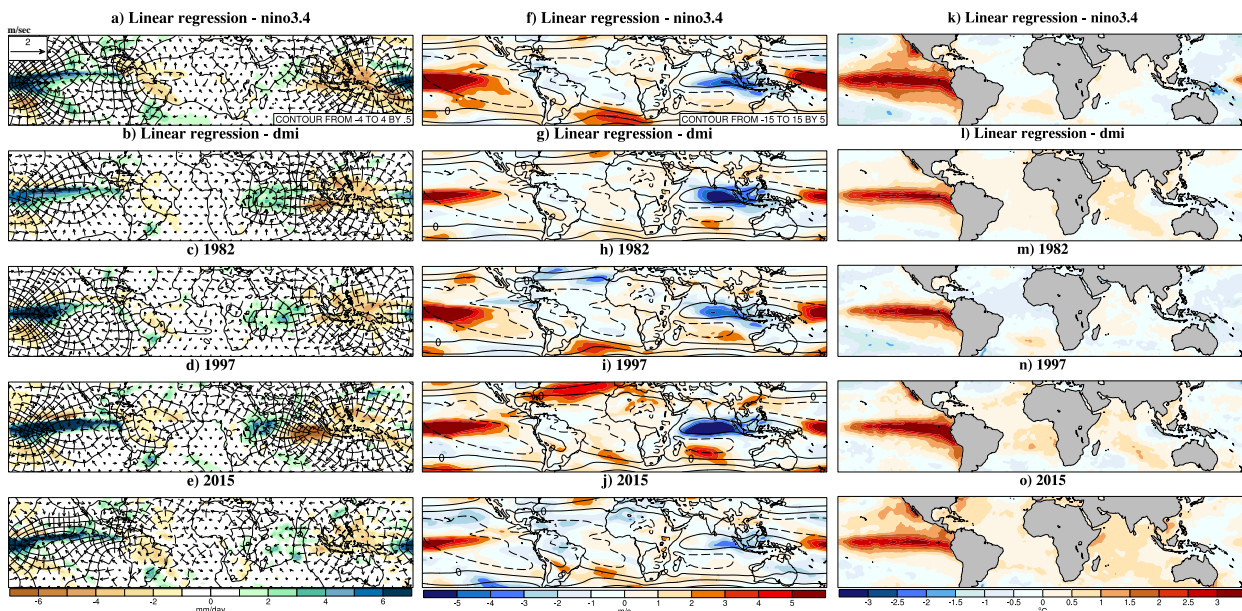 a) Linear regression - nino3.4
f) Linear regression - nino3.4
k) Linear regression - nino3.4
m/sec
2
CONTOUR FROM -4 TO 4 BY .5
CONTOUR FROM -15 TO 15 BY 5
b) Linear regression - dmi
g) Linear regression - dmi
l) Linear regression - dmi
c) 1982
h) 1982
m) 1982
d) 1997
i) 1997
n) 1997
e) 2015
j) 2015
o) 2015
-6 -4 -2 0 2 4 6
mm/day
-5 -4 -3 -2 -1 0 1 2 3 4 5
m/s
-3 -2.5 -2 -1.5 -1 -0.5 0 0.5 1 1.5 2 2.5 3
°C